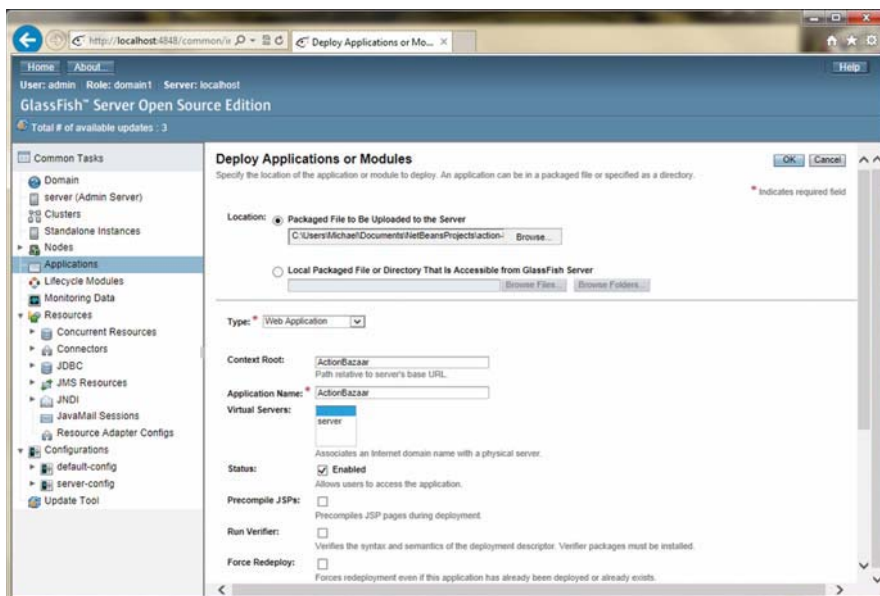 http://localhost:4848/common/in
Deploy Applications or Mo...
Home About... Help
User: admin Role: domain1 Server: localhost
GlassFish™ Server Open Source Edition
Total # of available updates : 3
Common Tasks
Domain
server (Admin Server)
Clusters
Standalone Instances
Nodes
Applications
Lifecycle Modules
Monitoring Data
Resources
Concurrent Resources
Connectors
JDBC
JMS Resources
JNDI
JavaMail Sessions
Resource Adapter Configs
Configurations
default-config
server-config
Update Tool
Deploy Applications or Modules
OK Cancel
Specify the location of the application or module to deploy. An application can be in a packaged file or specified as a directory.
* Indicates required field
Location: Packaged File to Be Uploaded to the Server
C:\Users\Michael\Documents\NetBeansProjects\action- Browse...
Local Packaged File or Directory That Is Accessible from GlassFish Server
Browse Files... Browse Folders...
Type: * Web Application
Context Root: ActionBazaar
Path relative to server's base URL.
Application Name: * ActionBazaar
Virtual Servers:
server
Associates an Internet domain name with a physical server.
Status: Enabled
Allows users to access the application.
Precompile JSPs:
Precompiles JSP pages during deployment.
Run Verifier:
Verifies the syntax and semantics of the deployment descriptor. Verifier packages must be installed.
Force Redeploy:
Forces redeployment even if this application has already been deployed or already exists.